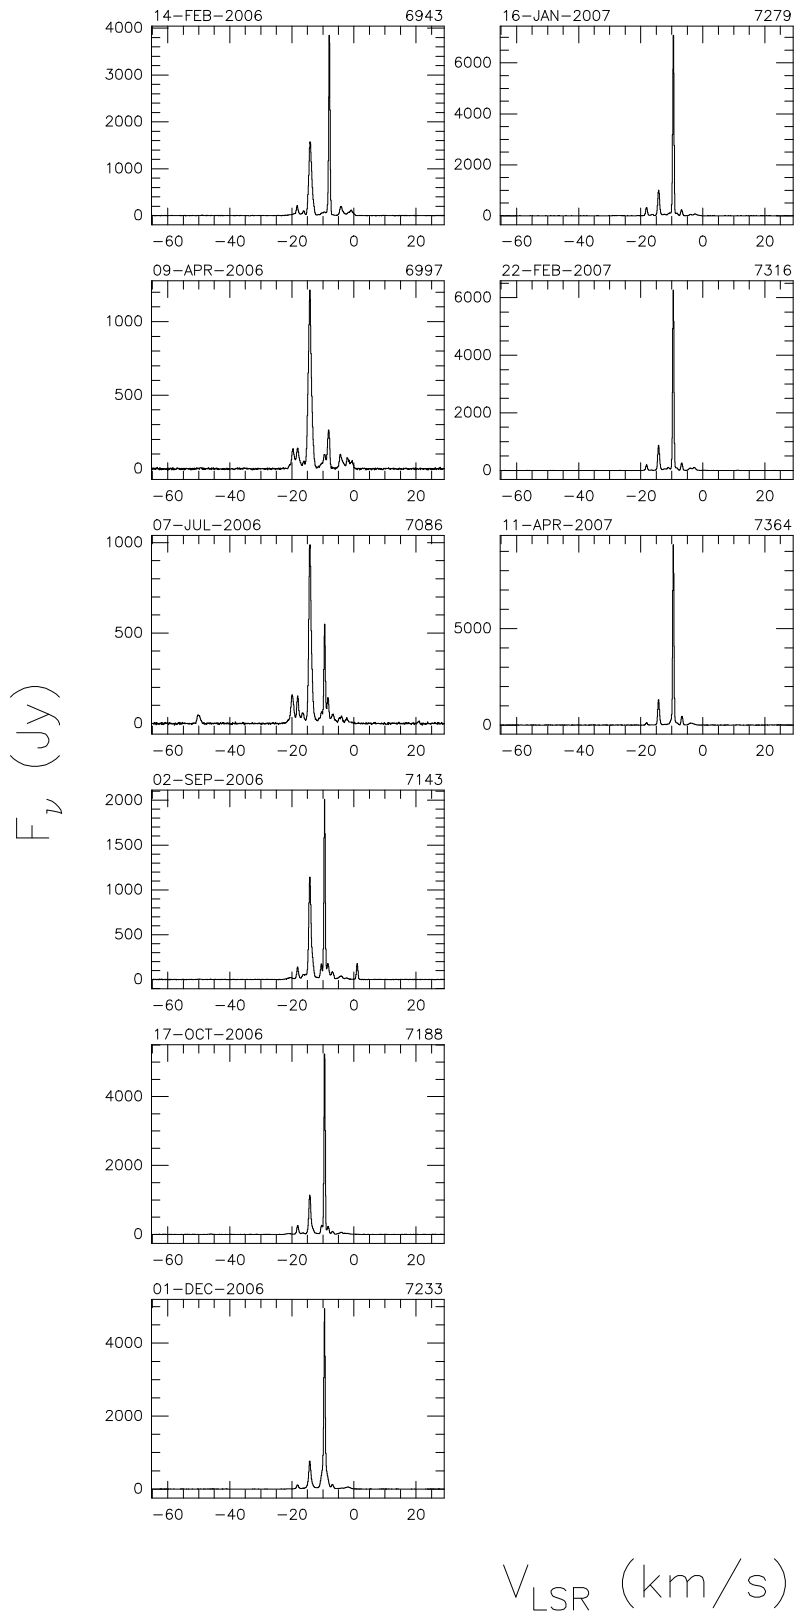 14-FEB-2006 6943
4000
3000
2000
1000
0
-60 -40 -20 0 20
09-APR-2006 6997
1000
500
0
-60 -40 -20 0 20
07-JUL-2006 7086
1000
500
0
-60 -40 -20 0 20
02-SEP-2006 7143
2000
1500
1000
500
0
-60 -40 -20 0 20
17-OCT-2006 7188
4000
2000
0
-60 -40 -20 0 20
01-DEC-2006 7233
4000
2000
0
-60 -40 -20 0 20
16-JAN-2007 7279
6000
4000
2000
0
-60 -40 -20 0 20
22-FEB-2007 7316
6000
4000
2000
0
-60 -40 -20 0 20
11-APR-2007 7364
5000
0
-60 -40 -20 0 20
Fν (Jy)
VLSR (km/s)